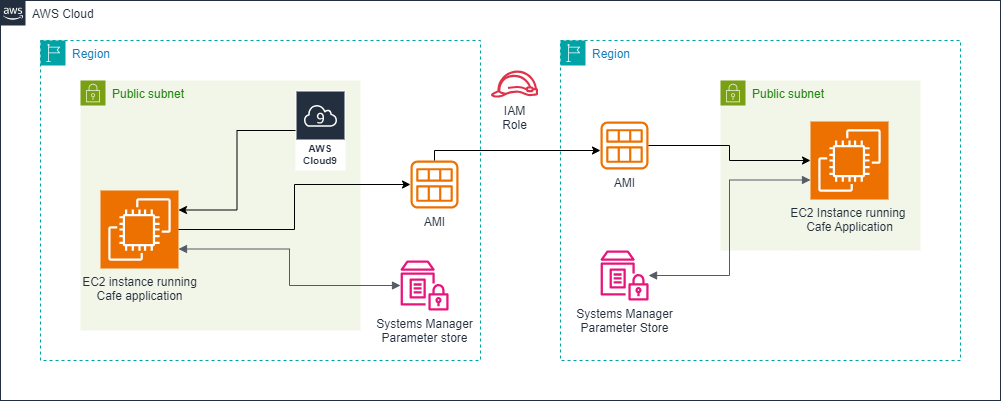 aws
AWS Cloud
Region
Public subnet
9
AWS
Cloud9
EC2 instance running
Cafe application
AMI
Systems Manager
Parameter store
IAM
Role
Region
Public subnet
AMI
EC2 Instance running
Cafe Application
Systems Manager
Parameter Store